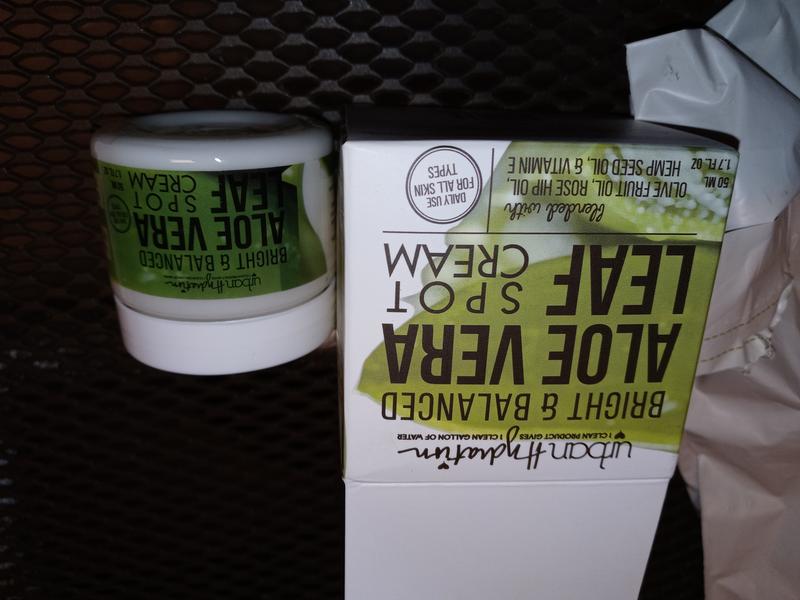 urban Hydration
1 CLEAN PRODUCT GIVES 1 CLEAN GALLON OF WATER
BRIGHT & BALANCED
ALOE VERA
LEAF SPOT
CREAM
blended with
OLIVE FRUIT OIL, ROSE HIP OIL,
HEMP SEED OIL, & VITAMIN E
DAILY USE
FOR ALL SKIN
TYPES
50 ML
1.7 FL. OZ
urban Hydration
BRIGHT & BALANCED
ALOE VERA
LEAF SPOT
CREAM